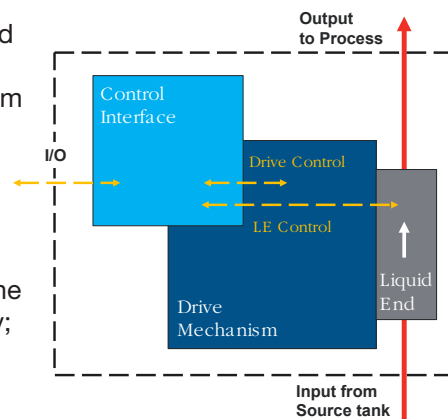 Output
to Process
Control
Interface
I/O
Drive Control
LE Control
Liquid
End
Drive
Mechanism
Input from
Source tank